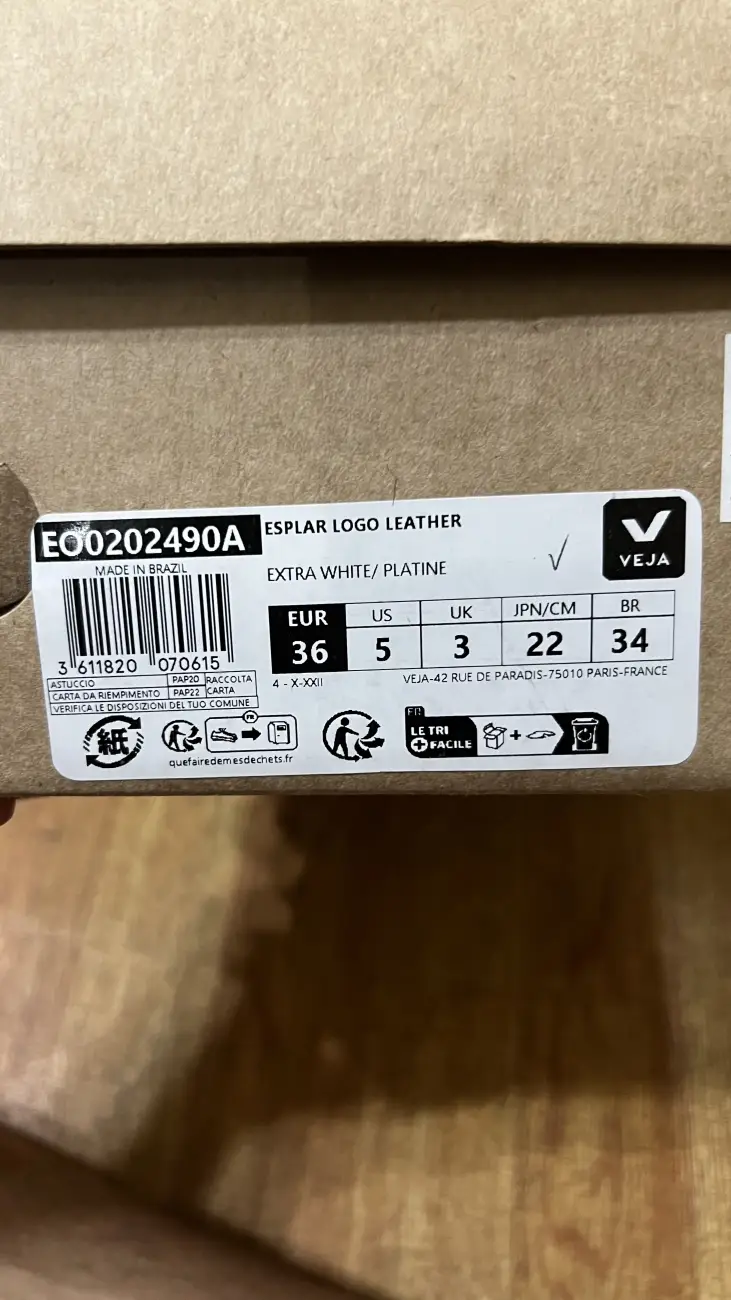 EO0202490A
MADE IN BRAZIL
3 611820 070615
ESPLAR LOGO LEATHER
EXTRA WHITE/ PLATINE
VEJA
EUR US UK JPN/CM BR
36 5 3 22 34
4 - X-XXII
VEJA-42 RUE DE PARADIS-75010 PARIS-FRANCE
ASTUCCIO PAP20 RACCOLTA
CARTA DA RIEMPIMENTO PAP22 CARTA
VERIFICA LE DISPOSIZIONI DEL TUO COMUNE
紙
FR
quefairedemesdechets.fr
FR
LE TRI
+ FACILE